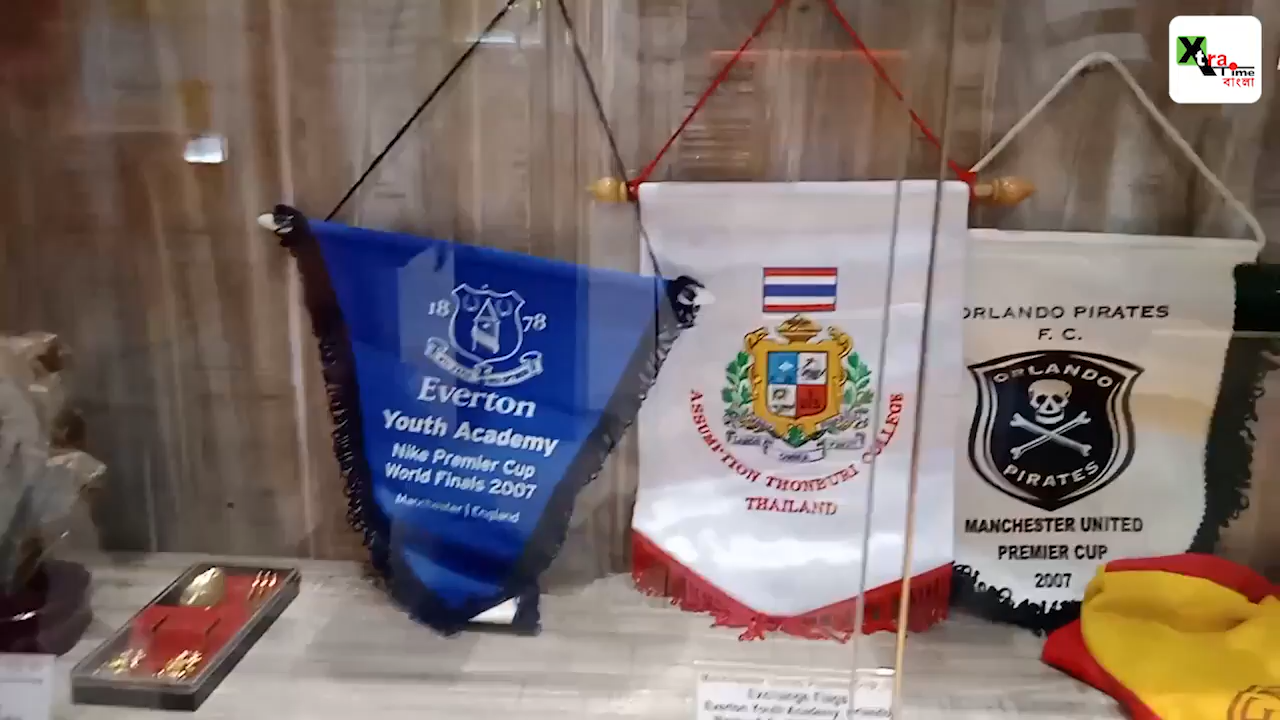 Xtra
Time
বাংলা
18 78
Everton
Youth Academy
Nike Premier Cup
World Finals 2007
Manchester | England
ASSUMPTION THONBURI COLLEGE
THAILAND
ORLANDO PIRATES
F. C.
ORLANDO
PIRATES
MANCHESTER UNITED
PREMIER CUP
2007
Exchange Flags
Everton Youth Academy